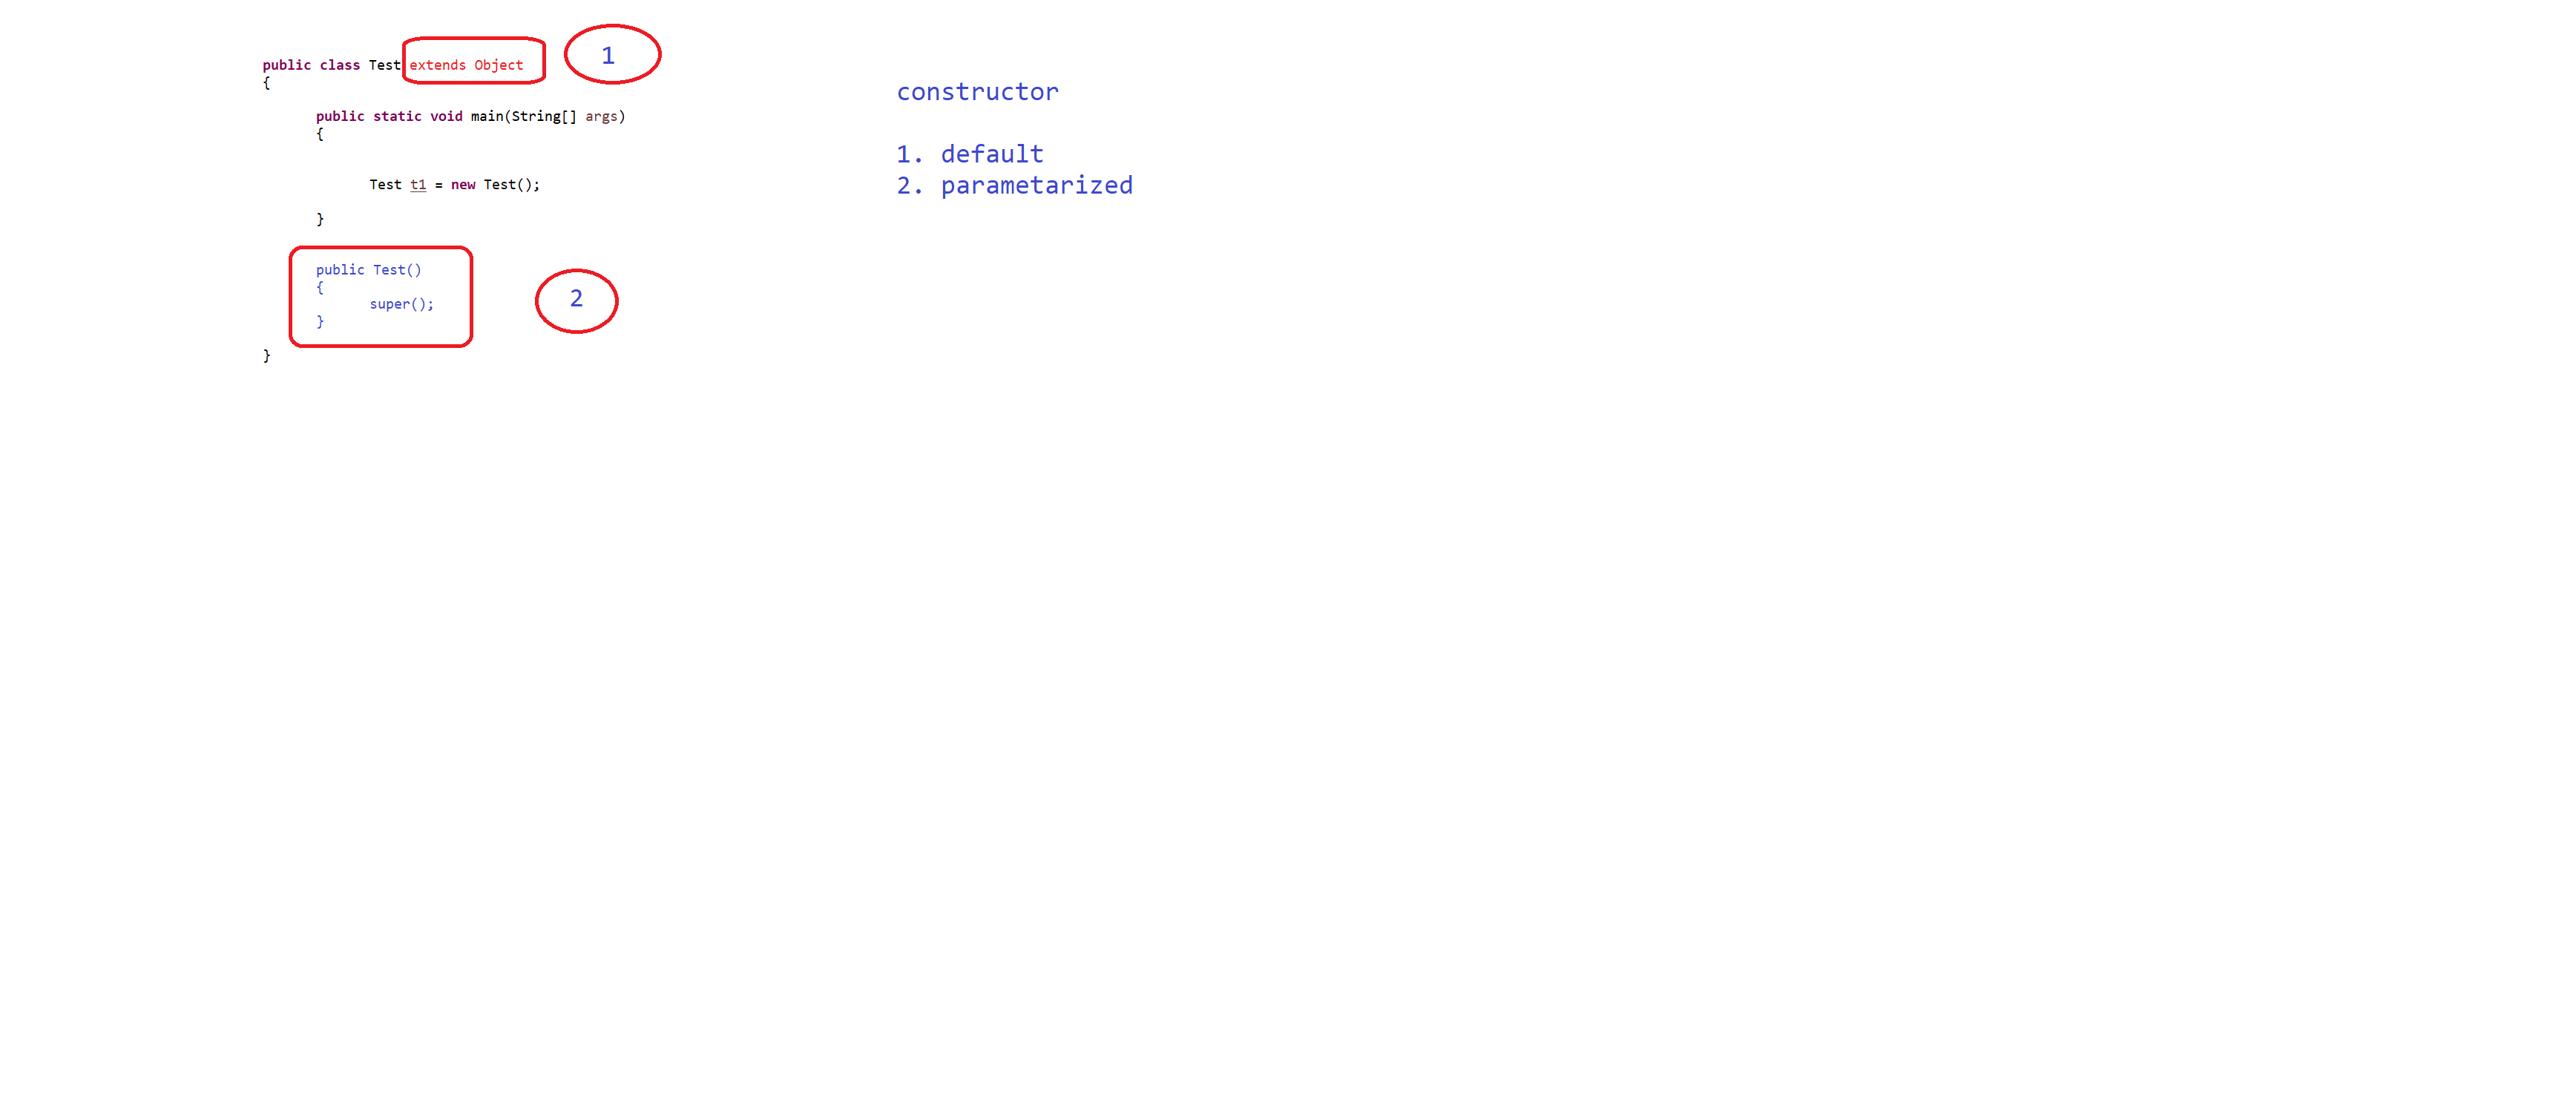 public class Test extends Object
1
{
public static void main(String[] args)
{
Test t1 = new Test();
}
public Test()
{
super();
}
2
}
constructor
1. default
2. parametarized